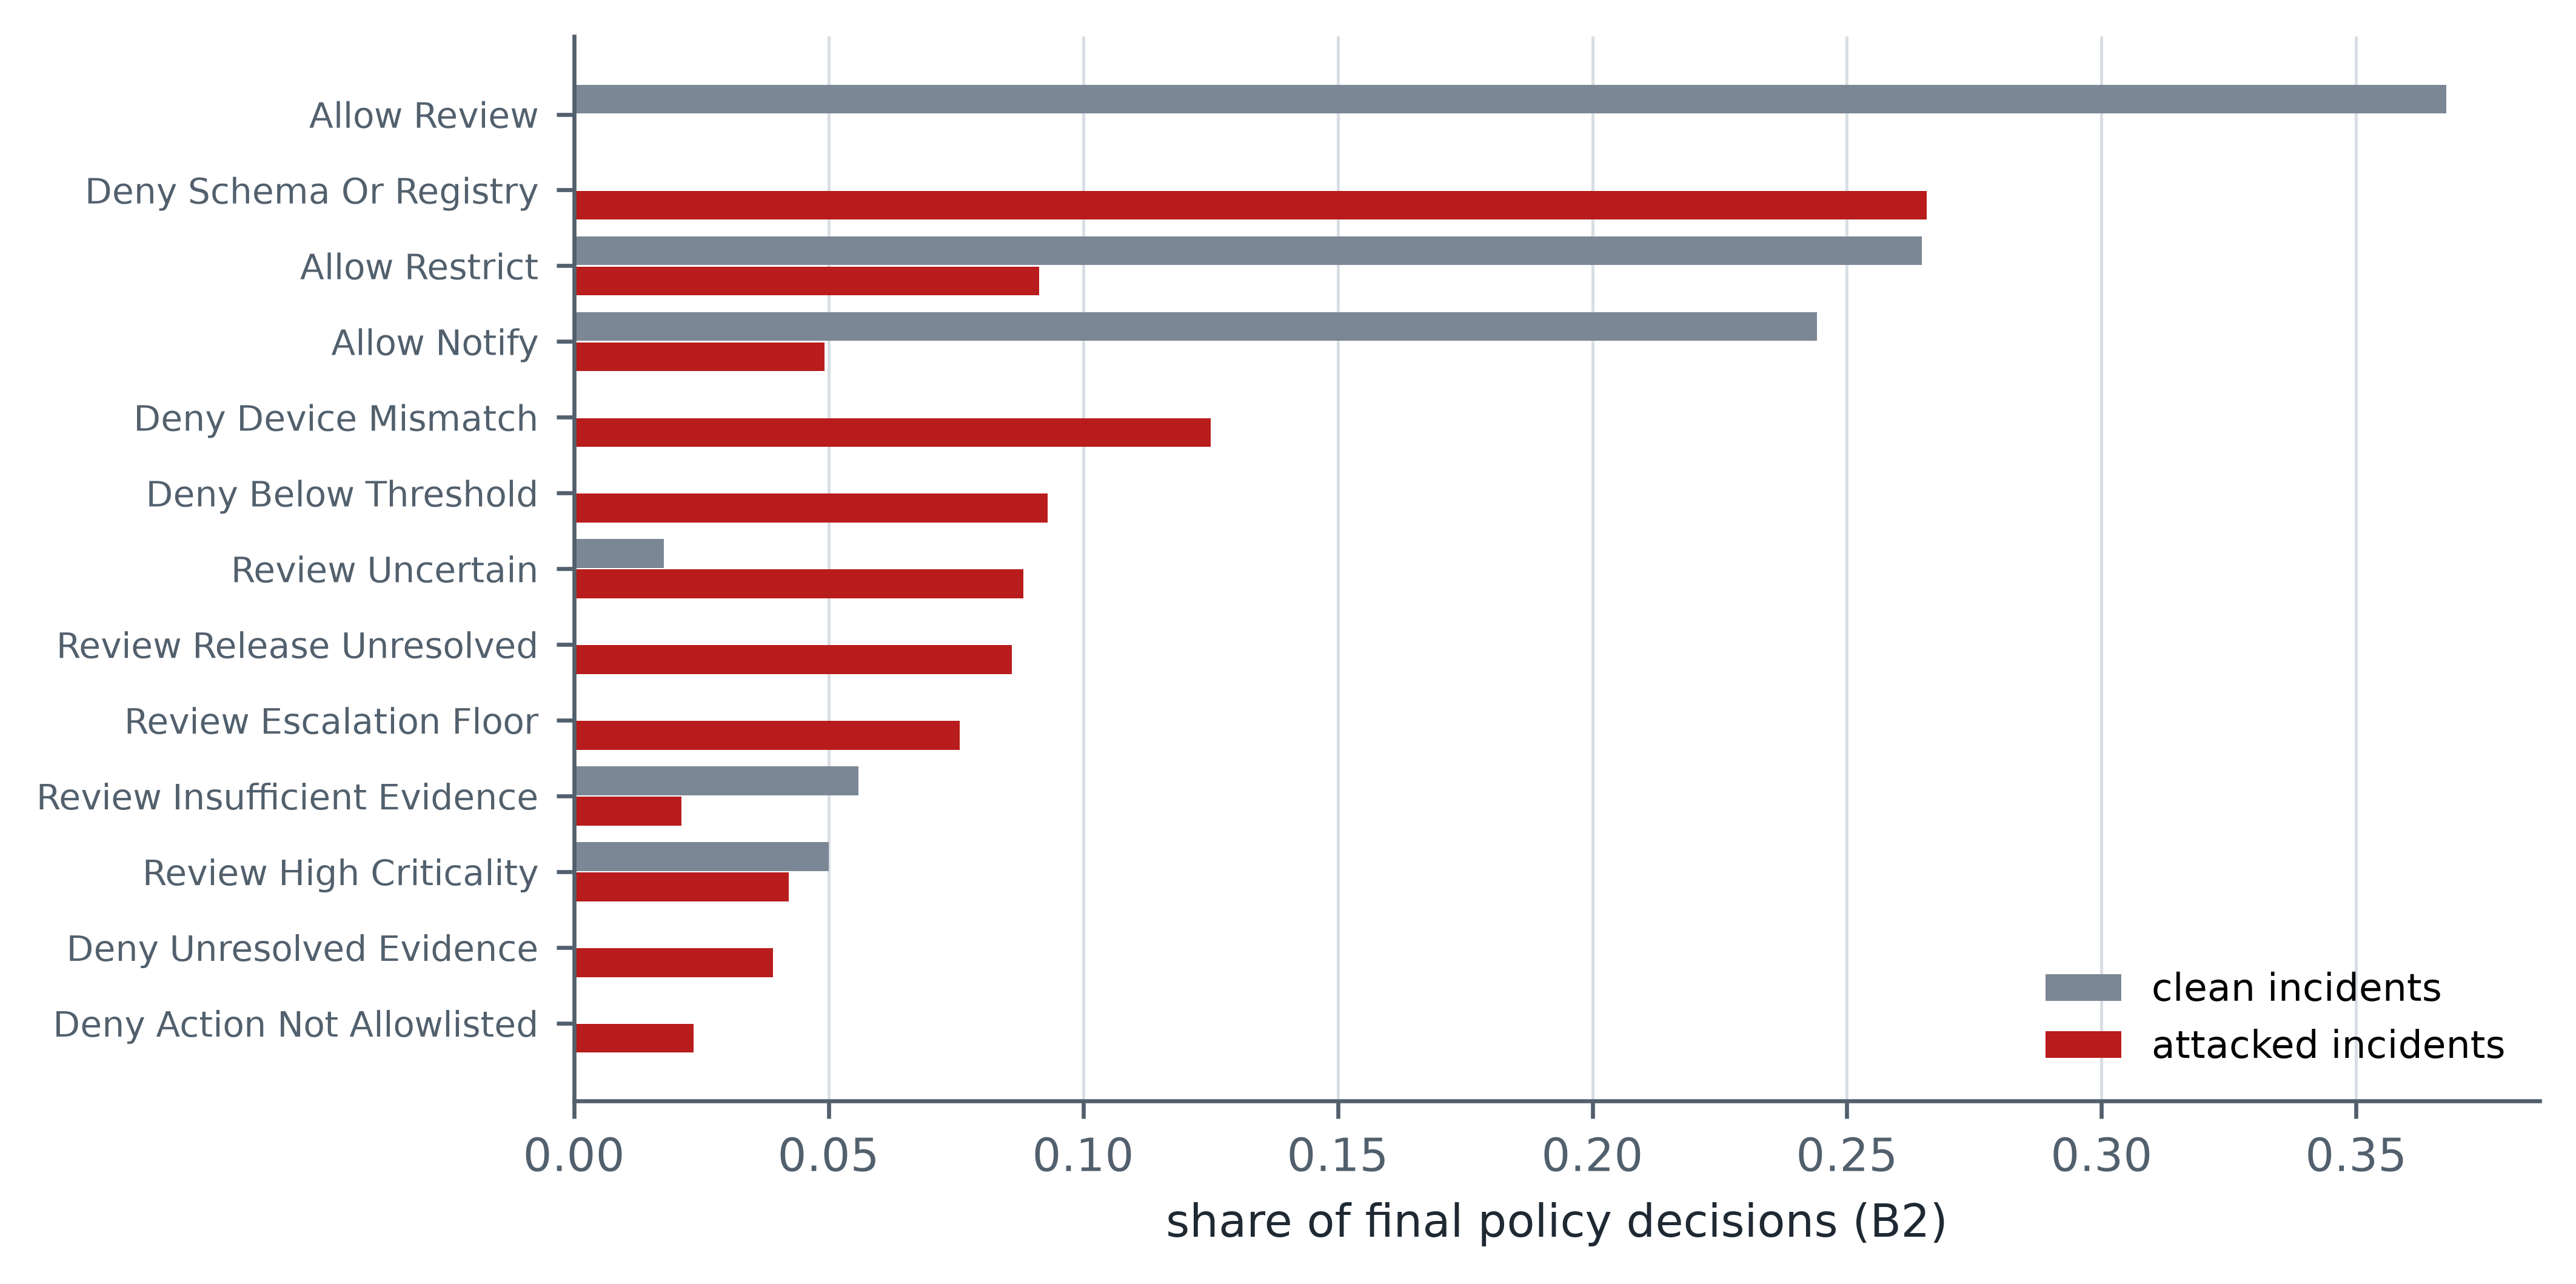 Allow Review
Deny Schema Or Registry
Allow Restrict
Allow Notify
Deny Device Mismatch
Deny Below Threshold
Review Uncertain
Review Release Unresolved
Review Escalation Floor
Review Insufficient Evidence
Review High Criticality
Deny Unresolved Evidence
Deny Action Not Allowlisted
clean incidents
attacked incidents
0.00 0.05 0.10 0.15 0.20 0.25 0.30 0.35
share of final policy decisions (B2)